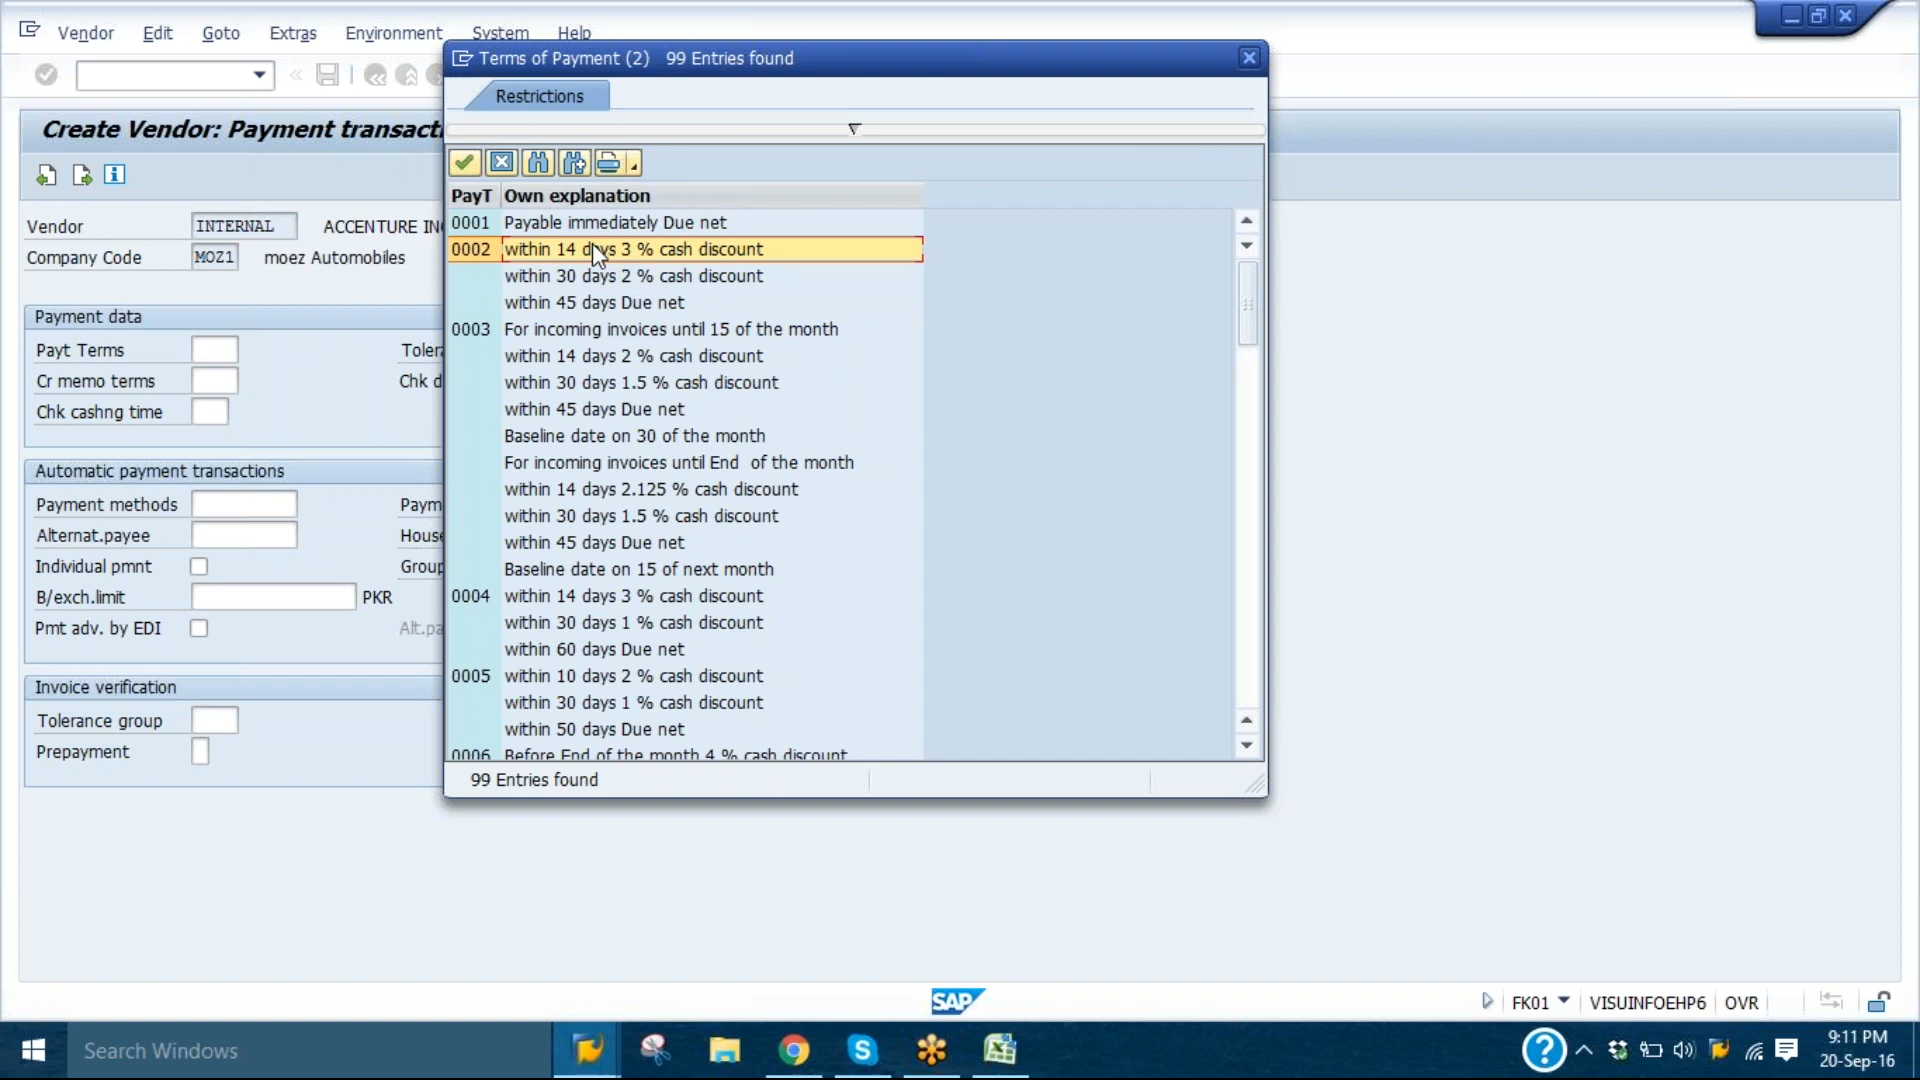 Vendor Edit Goto Extras Environment System Help
Terms of Payment (2) 99 Entries found
Restrictions
Create Vendor: Payment transacti
PayT Own explanation
0001 Payable immediately Due net
0002 within 14 days 3 % cash discount
within 30 days 2 % cash discount
within 45 days Due net
0003 For incoming invoices until 15 of the month
within 14 days 2 % cash discount
within 30 days 1.5 % cash discount
within 45 days Due net
Baseline date on 30 of the month
For incoming invoices until End of the month
within 14 days 2.125 % cash discount
within 30 days 1.5 % cash discount
within 45 days Due net
Baseline date on 15 of next month
0004 within 14 days 3 % cash discount
within 30 days 1 % cash discount
within 60 days Due net
0005 within 10 days 2 % cash discount
within 30 days 1 % cash discount
within 50 days Due net
0006 Before End of the month 4 % cash discount
99 Entries found
Vendor INTERNAL ACCENTURE IN
Company Code MOZ1 moez Automobiles
Payment data
Payt Terms Toler
Cr memo terms Chk d
Chk cashng time
Automatic payment transactions
Payment methods Paym
Alternat.payee House
Individual pmnt Group
B/exch.limit PKR
Pmt adv. by EDI Alt.pa
Invoice verification
Tolerance group
Prepayment
SAP
FK01 VISUINFOEHP6 OVR
Search Windows
9:11 PM
20-Sep-16